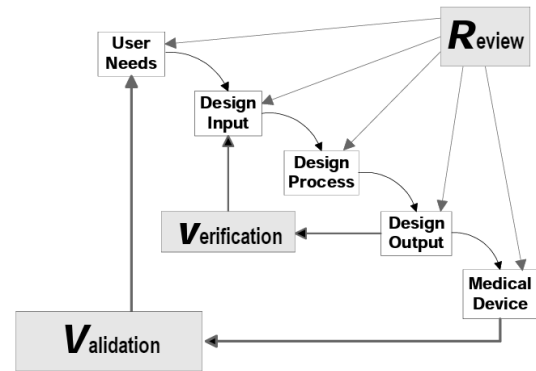 User
Needs
Review
Design
Input
Design
Process
Verification
Design
Output
Medical
Device
Validation